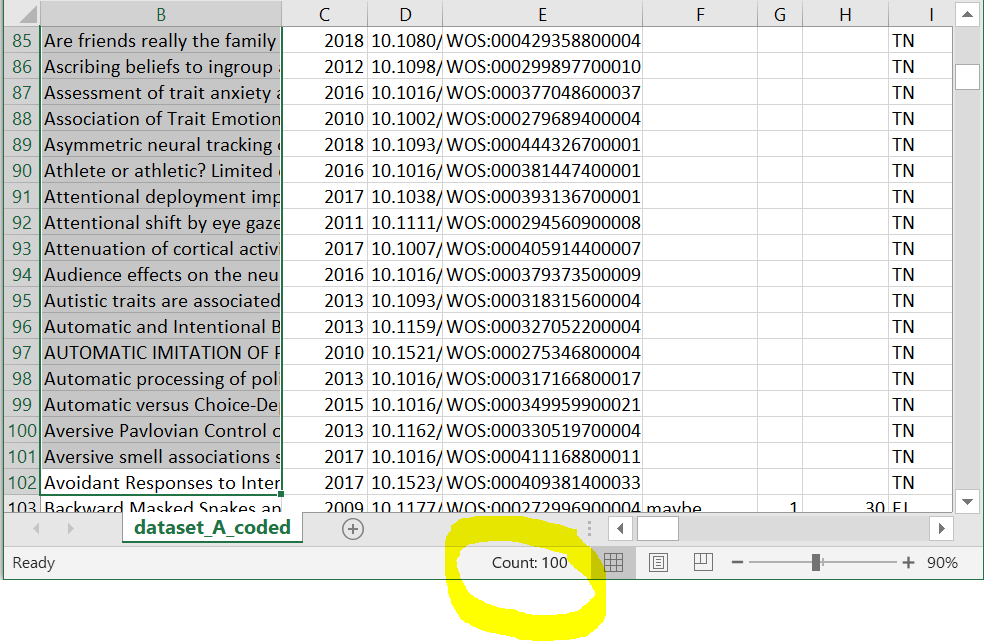 B C D E F G H I
85 Are friends really the family 2018 10.1080/ WOS:000429358800004 TN
86 Ascribing beliefs to ingroup 2012 10.1098/ WOS:000299897700010 TN
87 Assessment of trait anxiety 2016 10.1016/ WOS:000377048600037 TN
88 Association of Trait Emotion 2010 10.1002/ WOS:000279689400004 TN
89 Asymmetric neural tracking 2018 10.1093/ WOS:000444326700001 TN
90 Athlete or athletic? Limited 2016 10.1016/ WOS:000381447400001 TN
91 Attentional deployment imp 2017 10.1038/ WOS:000393136700001 TN
92 Attentional shift by eye gaze 2011 10.1111/ WOS:000294560900008 TN
93 Attenuation of cortical activi 2017 10.1007/ WOS:000405914400007 TN
94 Audience effects on the neu 2016 10.1016/ WOS:000379373500009 TN
95 Autistic traits are associated 2013 10.1093/ WOS:000318315600004 TN
96 Automatic and Intentional B 2013 10.1159/ WOS:000327052200004 TN
97 AUTOMATIC IMITATION OF 2010 10.1521/ WOS:000275346800004 TN
98 Automatic processing of poli 2013 10.1016/ WOS:000317166800017 TN
99 Automatic versus Choice-De 2015 10.1016/ WOS:000349959900021 TN
100 Aversive Pavlovian Control 2013 10.1162/ WOS:000330519700004 TN
101 Aversive smell associations 2017 10.1016/ WOS:000411168800011 TN
102 Avoidant Responses to Inter 2017 10.1523/ WOS:000409381400033 TN
103 Backward Masked Snakes an 2009 10.1177/ WOS:000272996900004 maybe 1 30
dataset_A_coded
Ready Count: 100 90%